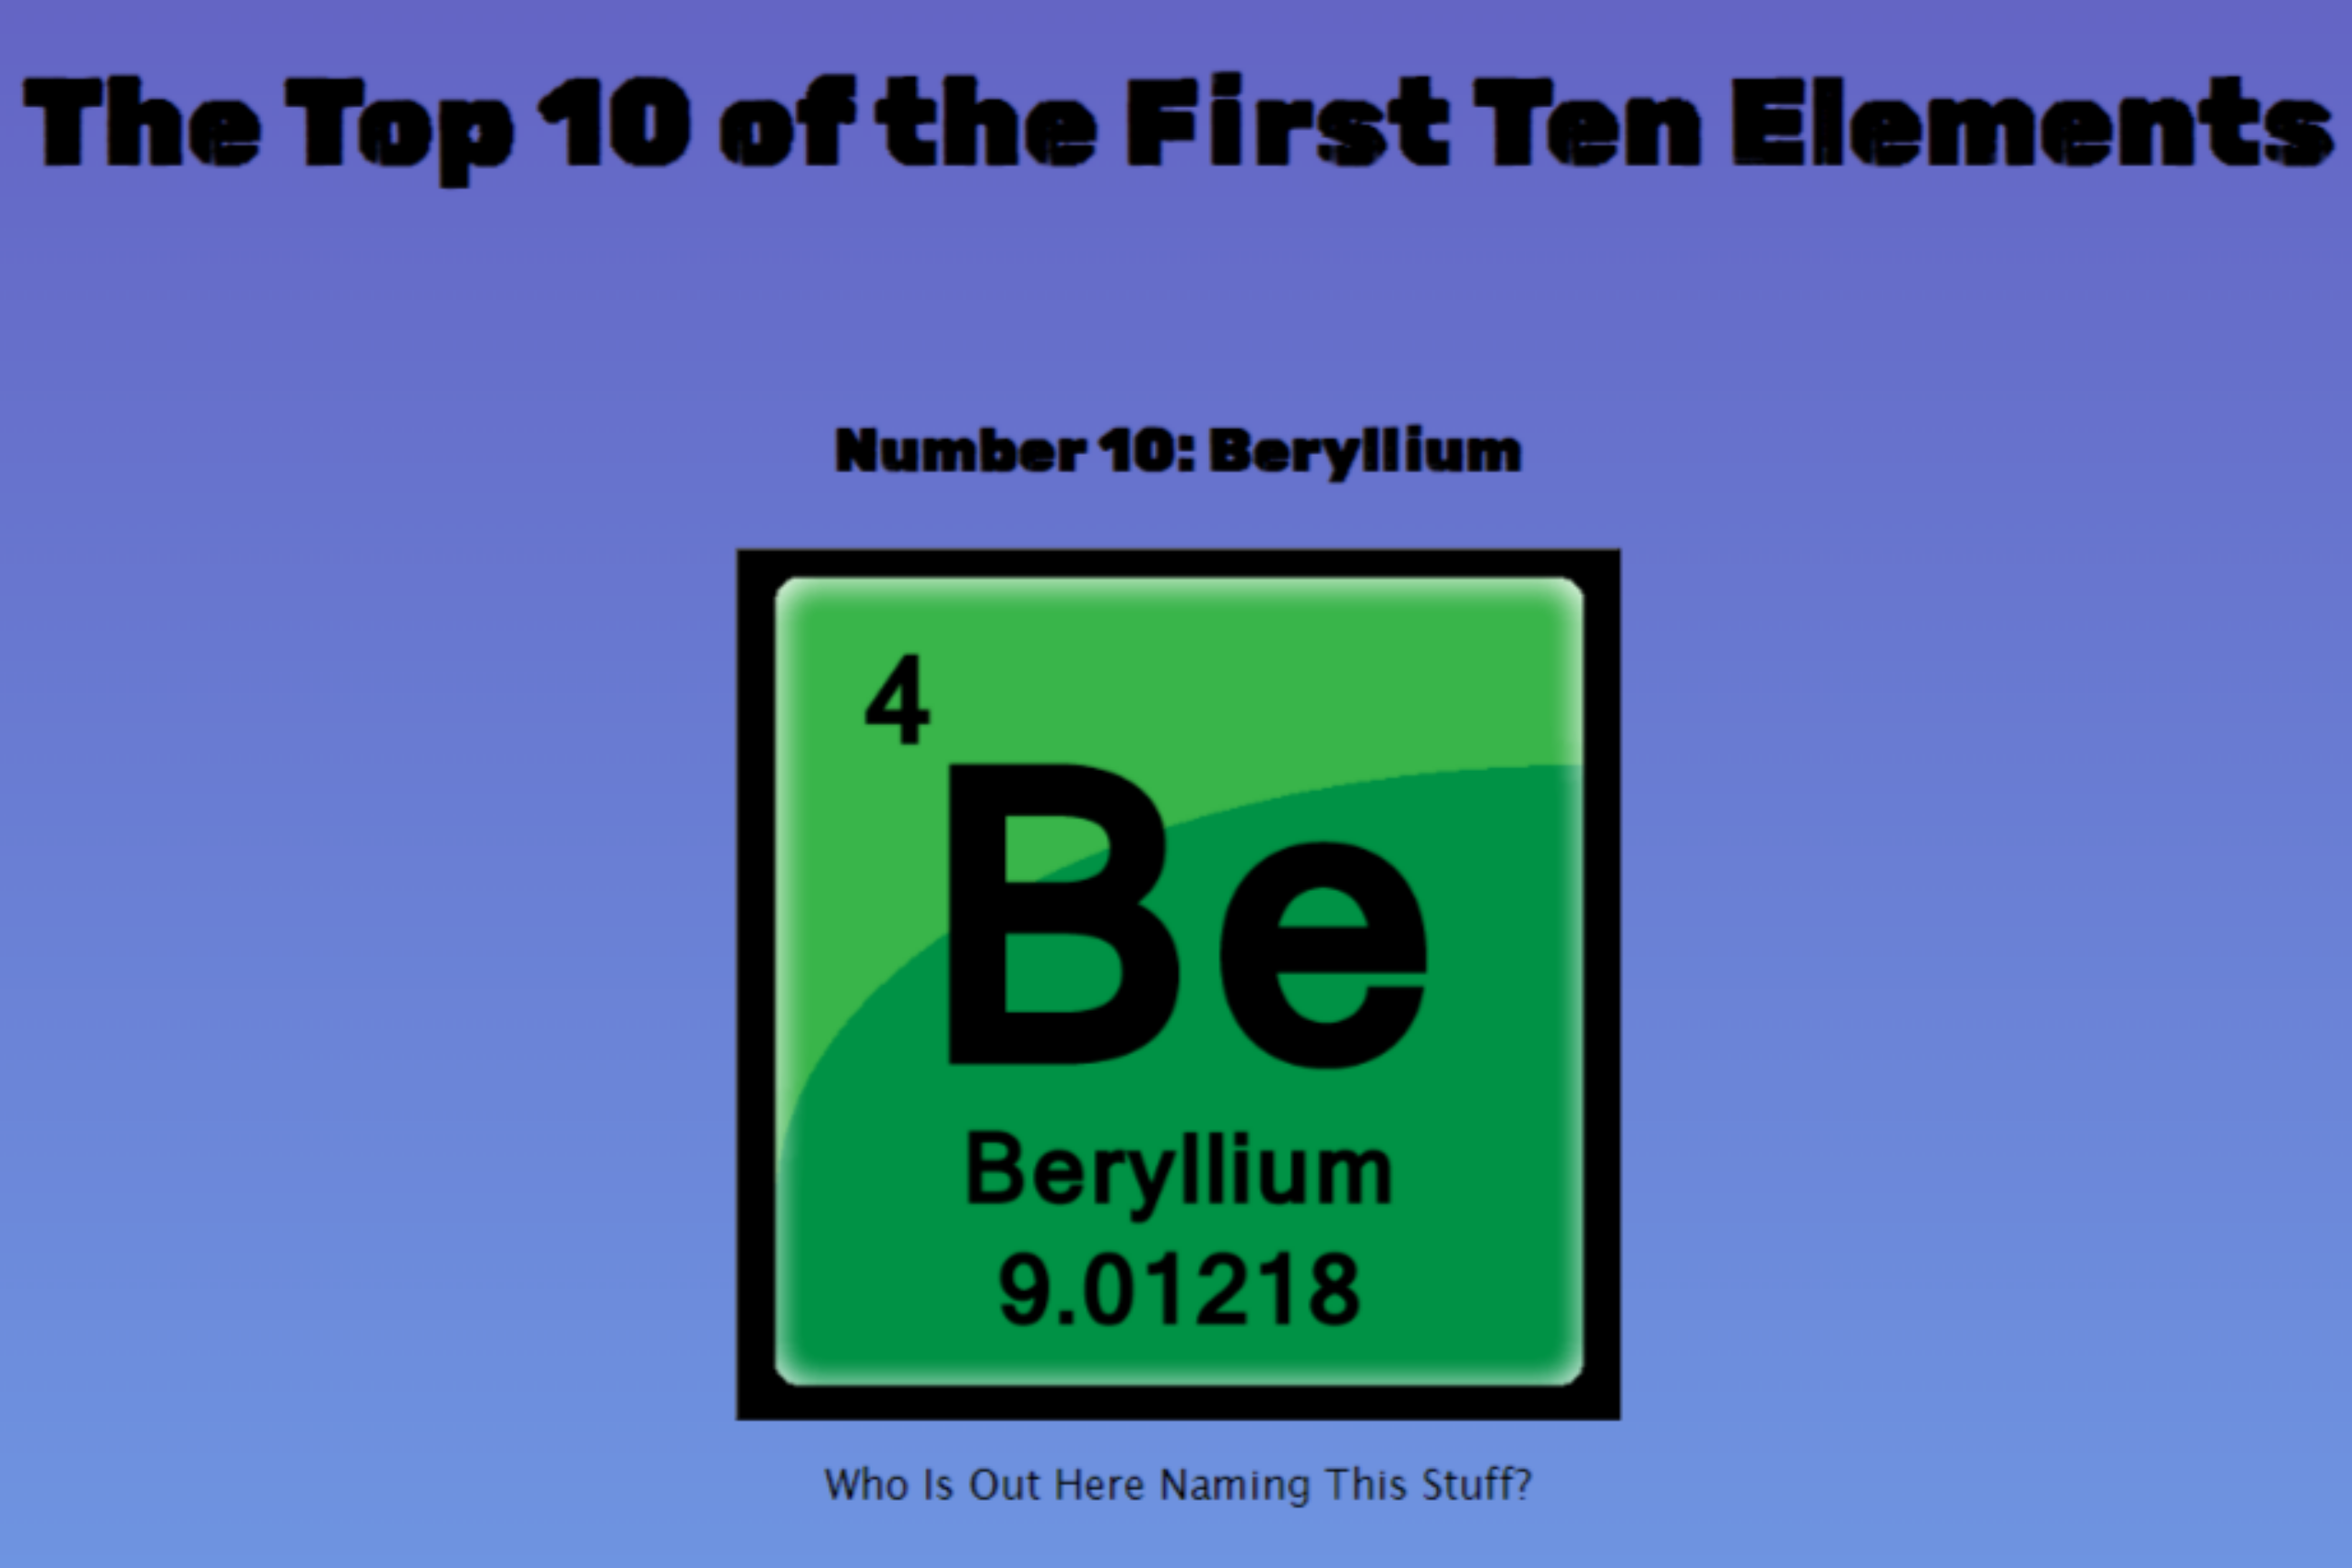 The Top 10 of the First Ten Elements
Number 10: Beryllium
4
Be
Beryllium
9.01218
Who Is Out Here Naming This Stuff?